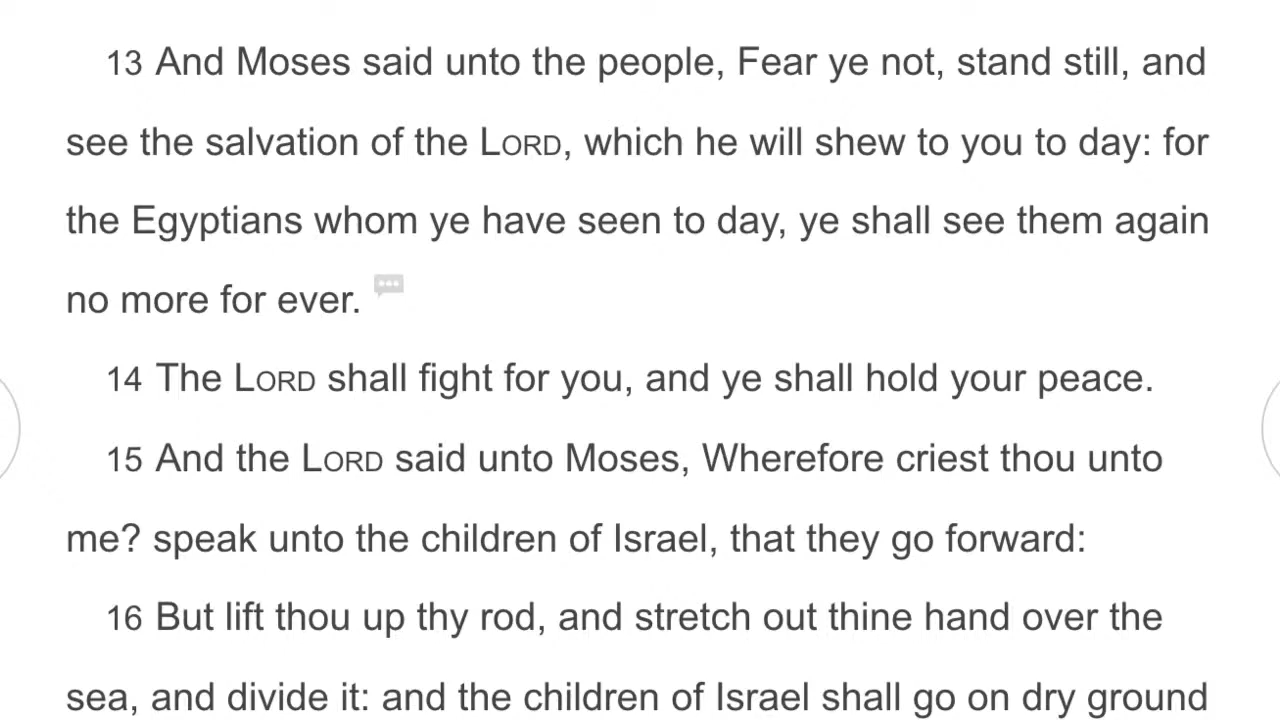 13 And Moses said unto the people, Fear ye not, stand still, and
see the salvation of the LORD, which he will shew to you to day: for
the Egyptians whom ye have seen to day, ye shall see them again
no more for ever.
14 The LORD shall fight for you, and ye shall hold your peace.
15 And the LORD said unto Moses, Wherefore criest thou unto
me? speak unto the children of Israel, that they go forward:
16 But lift thou up thy rod, and stretch out thine hand over the
sea, and divide it: and the children of Israel shall go on dry ground